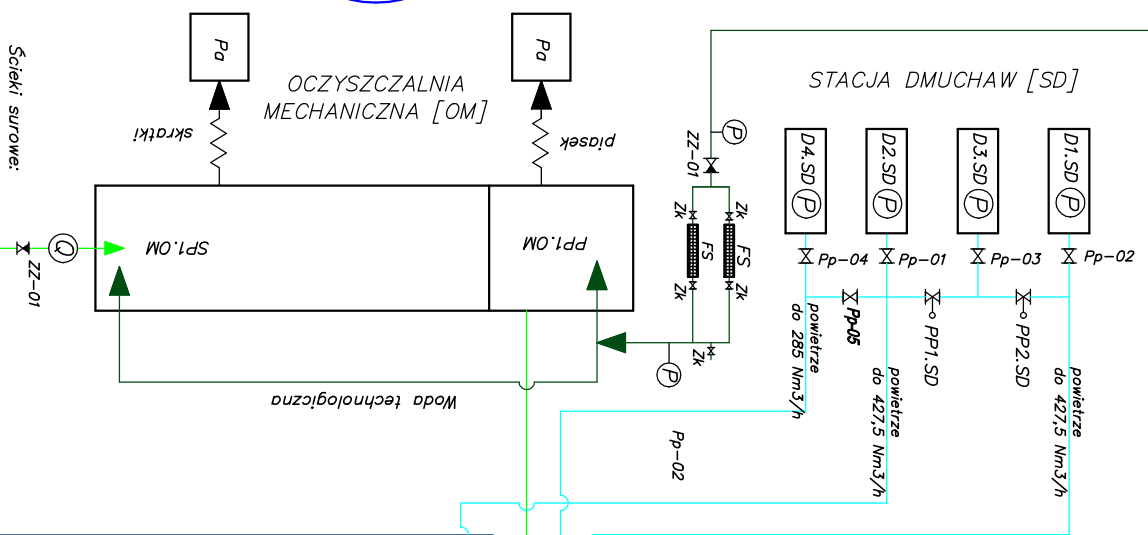 Pa
Pa
OCZYSZCZALNIA
MECHANICZNA [OM]
STACJA DMUCHAW [SD]
Ścieki surowe:
skratki
piasek
ZZ-01
P
D4.SD P
D2.SD P
D3.SD P
D1.SD P
Zk
Zk
SP1.OM
PP1.OM
FS
FS
Q
ZZ-01
Zk
Zk
Pp-04
Pp-01
Pp-03
Pp-02
Pp-05
PP1.SD
PP2.SD
Zk
P
powietrze
do 285 Nm3/h
powietrze
do 427,5 Nm3/h
powietrze
do 427,5 Nm3/h
Woda technologiczna
Pp-02